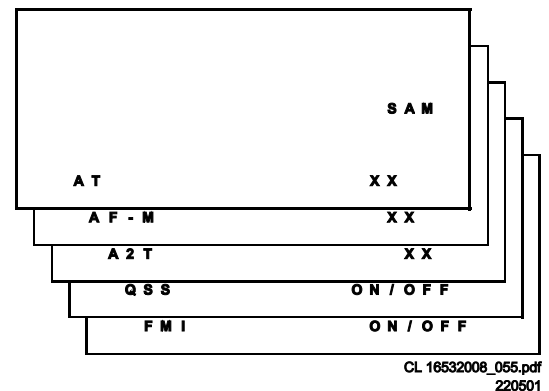 SAM
AT XX
AF-M XX
A2T XX
QSS ON/OFF
FMI ON/OFF
CL 16532008_055.pdf
220501